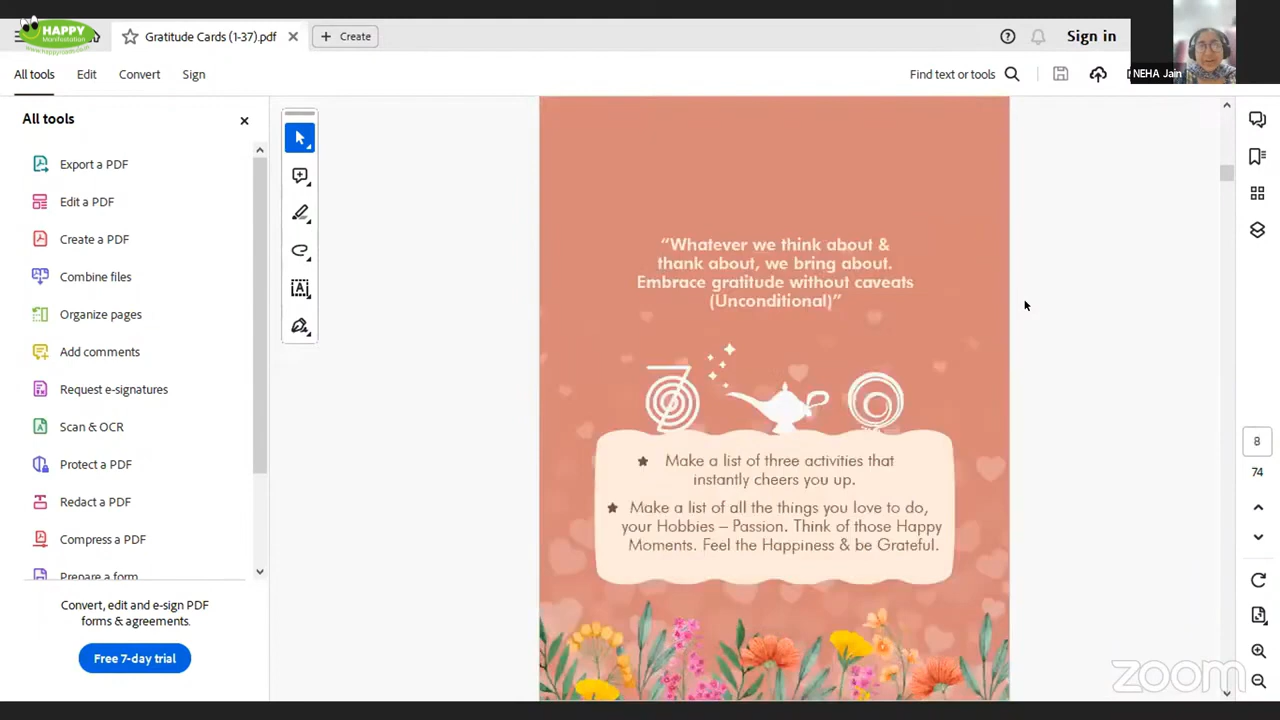 HAPPY
Manifestation
www.happyroads.co.in
Gratitude Cards (1-37).pdf
Create
Sign in
All tools
Edit
Convert
Sign
Find text or tools
NEHA Jain
All tools
Export a PDF
Edit a PDF
Create a PDF
Combine files
Organize pages
Add comments
Request e-signatures
Scan & OCR
Protect a PDF
Redact a PDF
Compress a PDF
Prepare a form
Convert, edit and e-sign PDF
forms & agreements.
Free 7-day trial
“Whatever we think about &
thank about, we bring about.
Embrace gratitude without caveats
(Unconditional)”
★ Make a list of three activities that
instantly cheers you up.
★ Make a list of all the things you love to do,
your Hobbies – Passion. Think of those Happy
Moments. Feel the Happiness & be Grateful.
8
74
zoom